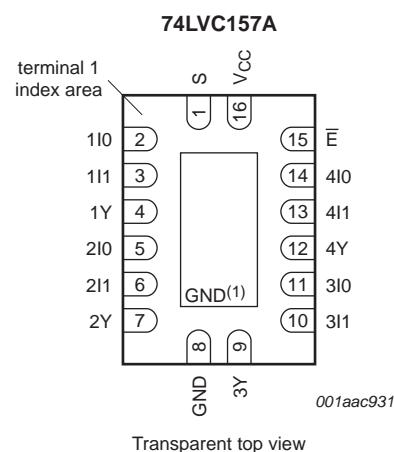 74LVC157A
terminal 1
index area
S
VCC
1
16
1I0 2 15 E̅
1I1 3 14 4I0
1Y 4 13 4I1
2I0 5 12 4Y
2I1 6 11 3I0
GND(1)
2Y 7 10 3I1
8
9
GND
3Y
001aac931
Transparent top view